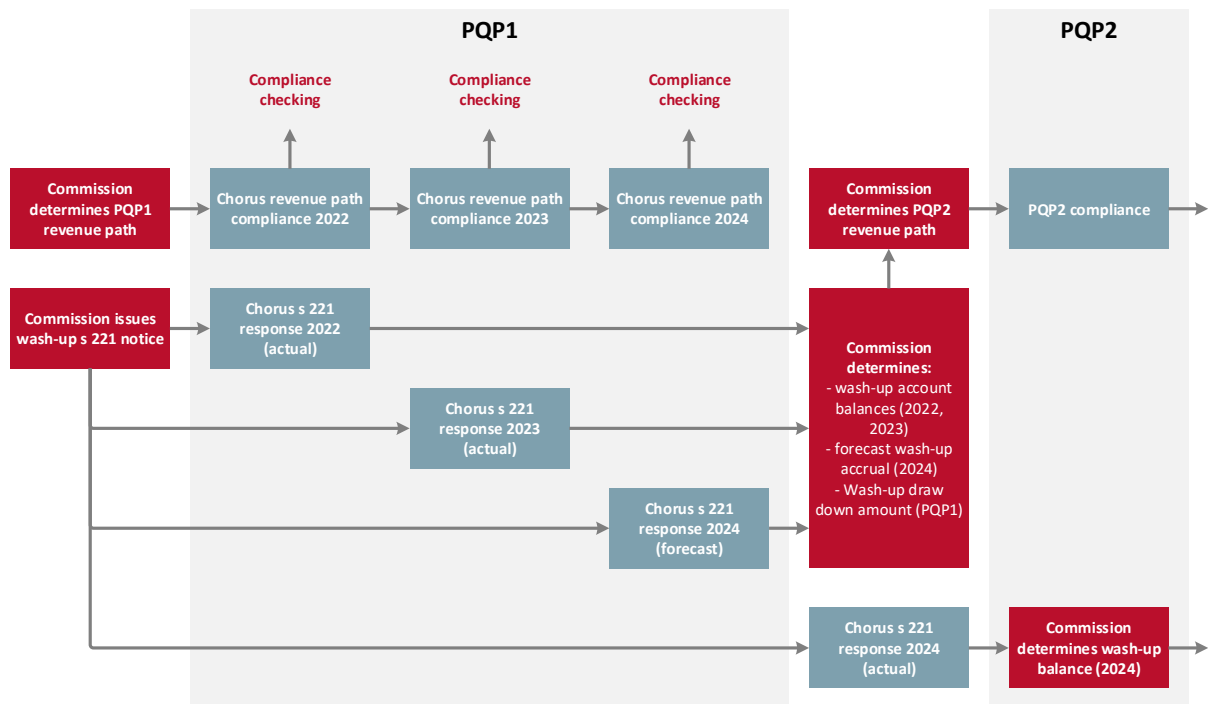 PQP1
PQP2
Compliance
checking
Compliance
checking
Compliance
checking
Commission
determines PQP1
revenue path
Chorus revenue path
compliance 2022
Chorus revenue path
compliance 2023
Chorus revenue path
compliance 2024
Commission
determines PQP2
revenue path
PQP2 compliance
Commission issues
wash-up s 221 notice
Chorus s 221
response 2022
(actual)
Chorus s 221
response 2023
(actual)
Chorus s 221
response 2024
(forecast)
Commission
determines:
- wash-up account
balances (2022,
2023)
- forecast wash-up
accrual (2024)
- Wash-up draw
down amount (PQP1)
Chorus s 221
response 2024
(actual)
Commission
determines wash-up
balance (2024)